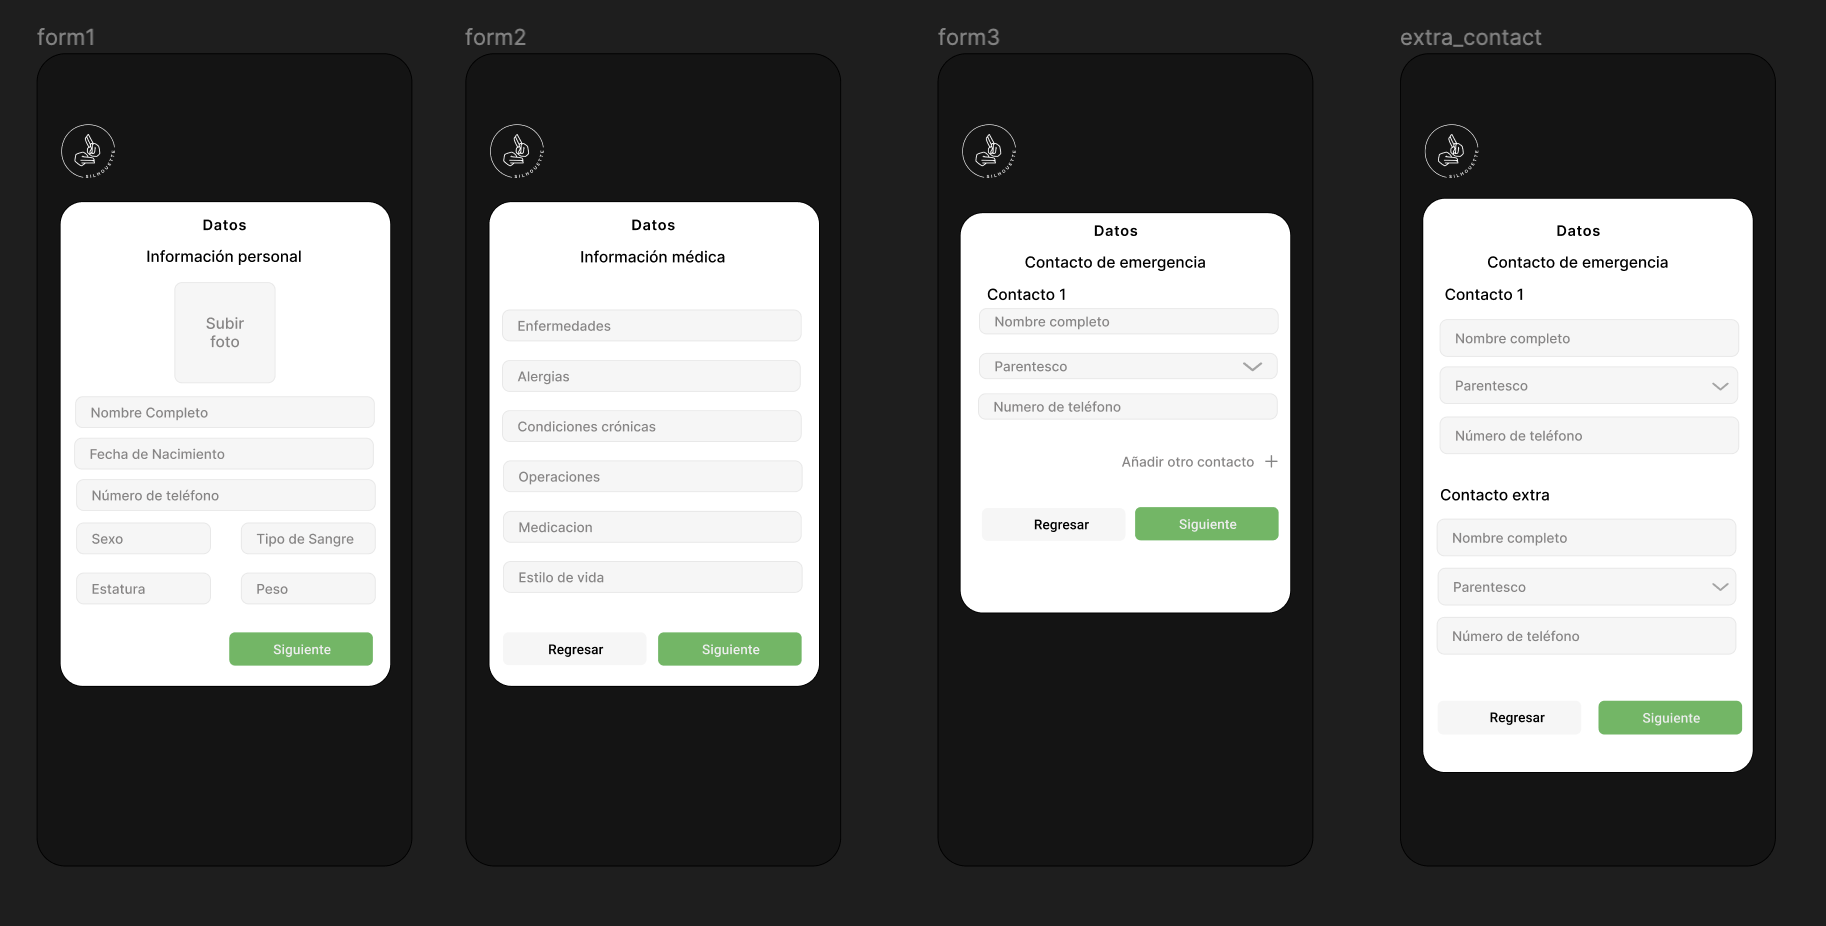 form1
SILHOUETTE
Datos
Información personal
Subir
foto
Nombre Completo
Fecha de Nacimiento
Número de teléfono
Sexo
Tipo de Sangre
Estatura
Peso
Siguiente
form2
SILHOUETTE
Datos
Información médica
Enfermedades
Alergias
Condiciones crónicas
Operaciones
Medicacion
Estilo de vida
Regresar
Siguiente
form3
SILHOUETTE
Datos
Contacto de emergencia
Contacto 1
Nombre completo
Parentesco
Numero de teléfono
Añadir otro contacto +
Regresar
Siguiente
extra_contact
SILHOUETTE
Datos
Contacto de emergencia
Contacto 1
Nombre completo
Parentesco
Número de teléfono
Contacto extra
Nombre completo
Parentesco
Número de teléfono
Regresar
Siguiente